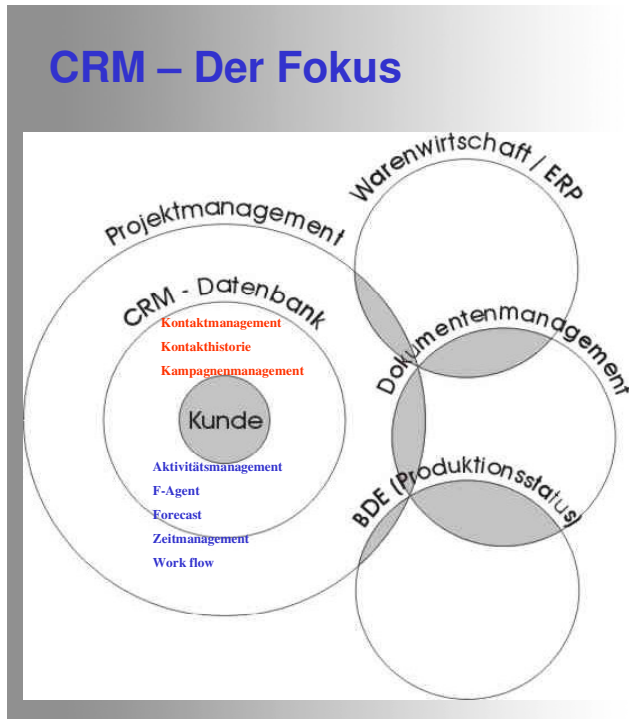 CRM – Der Fokus
Warenwirtschaft / ERP
Projektmanagement
CRM - Datenbank
Kontaktmanagement
Kontakthistorie
Kampagnenmanagement
Dokumentenmanagement
Kunde
Aktivitätsmanagement
F-Agent
Forecast
Zeitmanagement
Work flow
BDE (Produktionsstatus)